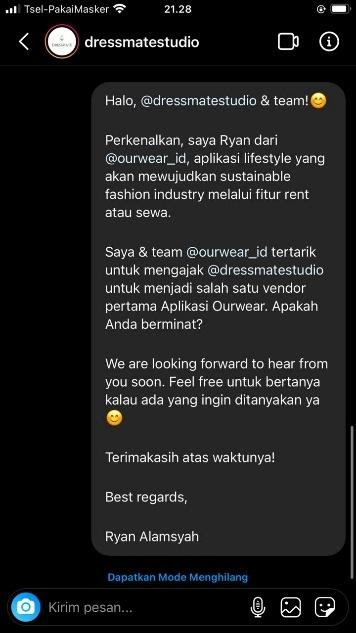 Tsel-PakaiMasker
21.28
dressmatestudio
Halo, @dressmatestudio & team!😊
Perkenalkan, saya Ryan dari
@ourwear_id, aplikasi lifestyle yang
akan mewujudkan sustainable
fashion industry melalui fitur rent
atau sewa.
Saya & team @ourwear_id tertarik
untuk mengajak @dressmatestudio
untuk menjadi salah satu vendor
pertama Aplikasi Ourwear. Apakah
Anda berminat?
We are looking forward to hear from
you soon. Feel free untuk bertanya
kalau ada yang ingin ditanyakan ya
😊
Terimakasih atas waktunya!
Best regards,
Ryan Alamsyah
Dapatkan Mode Menghilang
Kirim pesan...